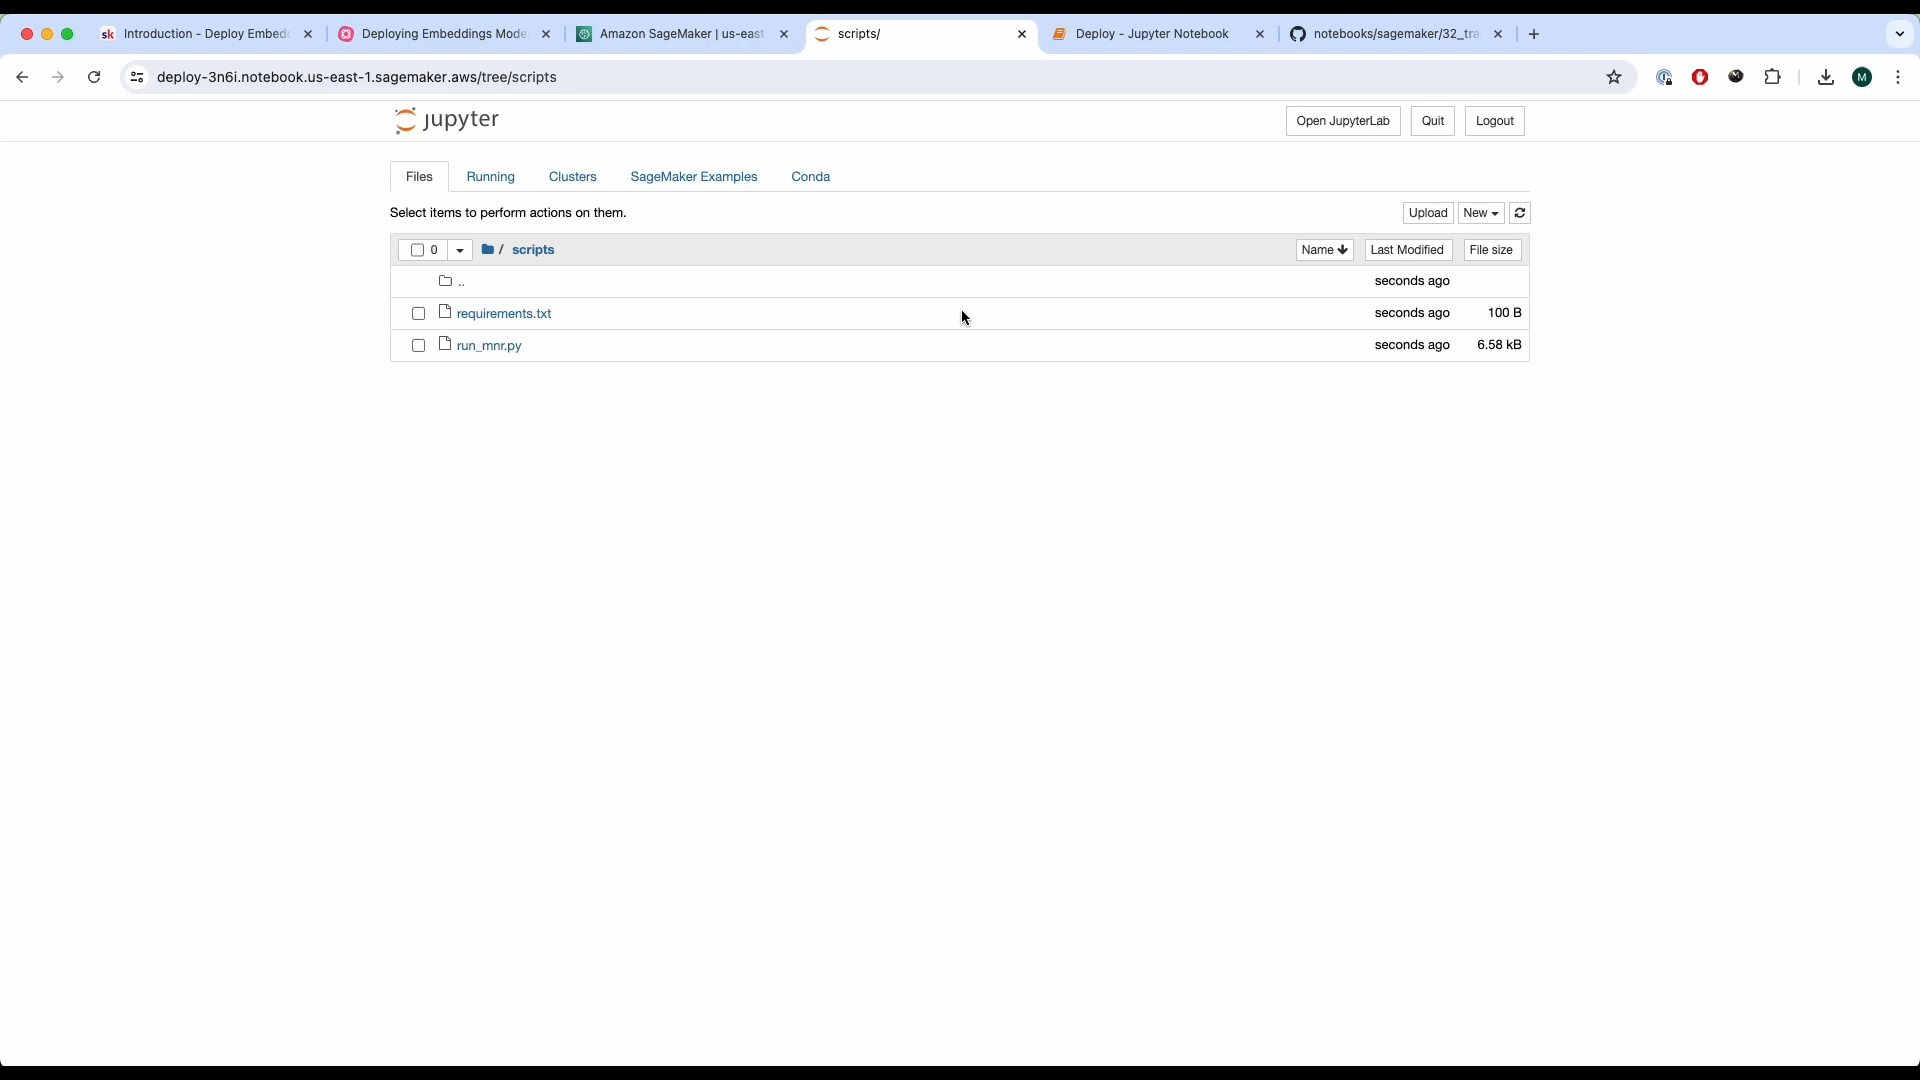 sk Introduction - Deploy Embed
Deploying Embeddings Mode
Amazon SageMaker | us-east
scripts/
Deploy - Jupyter Notebook
notebooks/sagemaker/32_tra
deploy-3n6i.notebook.us-east-1.sagemaker.aws/tree/scripts
M
jupyter
Open JupyterLab
Quit
Logout
Files
Running
Clusters
SageMaker Examples
Conda
Select items to perform actions on them.
Upload
New
0
/ scripts
Name
Last Modified
File size
..
seconds ago
requirements.txt
seconds ago
100 B
run_mnr.py
seconds ago
6.58 kB